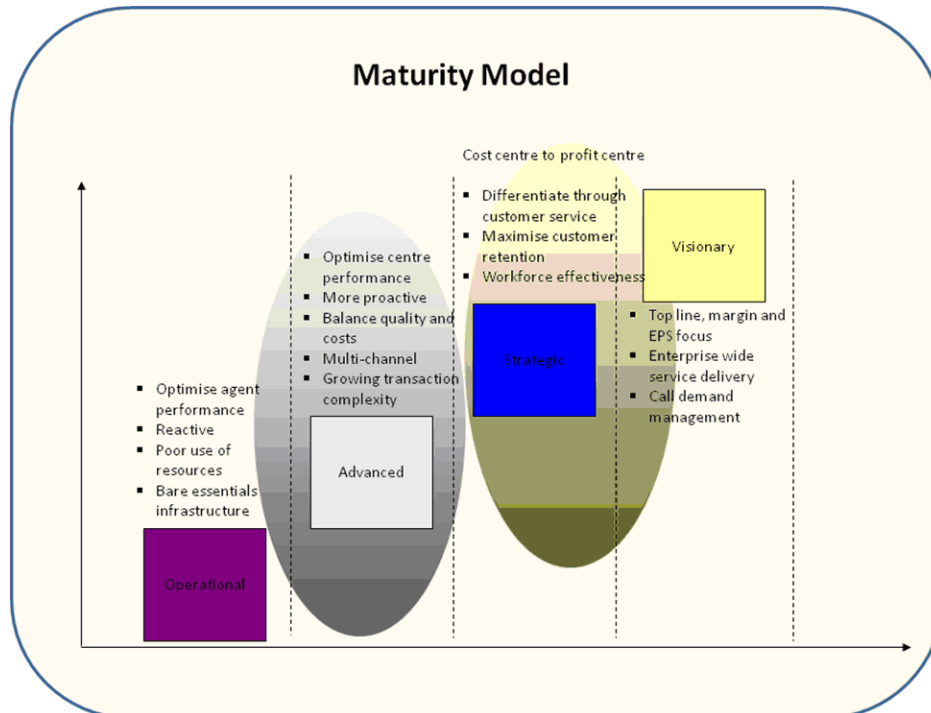 Maturity Model
Cost centre to profit centre
▪ Differentiate through
customer service
▪ Maximise customer
retention
▪ Workforce effectiveness
Visionary
▪ Optimise centre
performance
▪ More proactive
▪ Balance quality and
costs
▪ Multi-channel
▪ Growing transaction
complexity
Strategic
▪ Top line, margin and
EPS focus
▪ Enterprise wide
service delivery
▪ Call demand
management
▪ Optimise agent
performance
▪ Reactive
▪ Poor use of
resources
▪ Bare essentials
infrastructure
Advanced
Operational